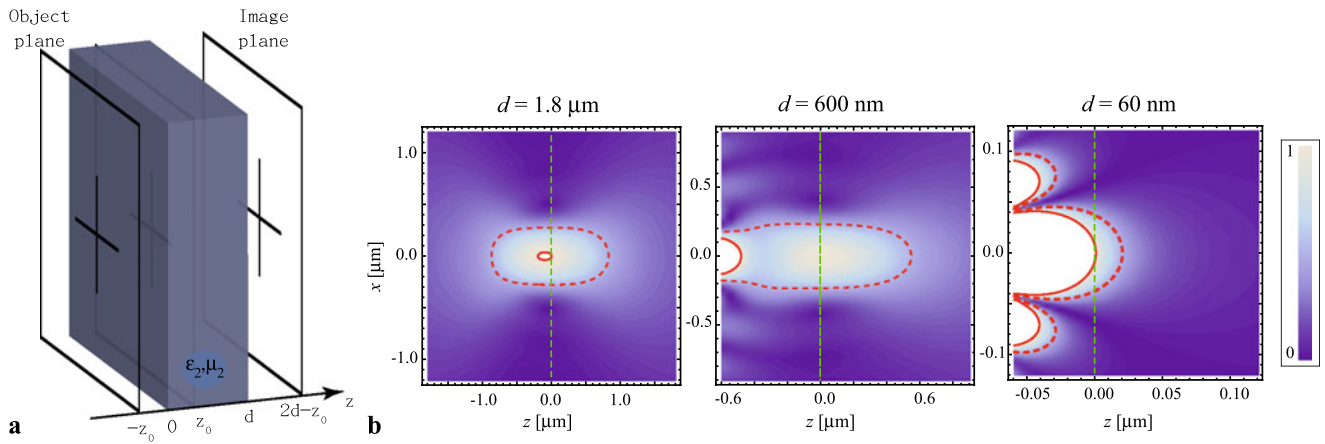 Object
plane
Image
plane
ε₂,μ₂
-z₀
0
z₀
d
2d-z₀
z
a
b
d = 1.8 μm
1.0
0.0
-1.0
x [μm]
-1.0
0.0
1.0
z [μm]
d = 600 nm
0.5
0.0
-0.5
-0.6
0.0
0.6
z [μm]
d = 60 nm
0.1
0.0
-0.1
-0.05
0.00
0.05
0.10
z [μm]
1
0